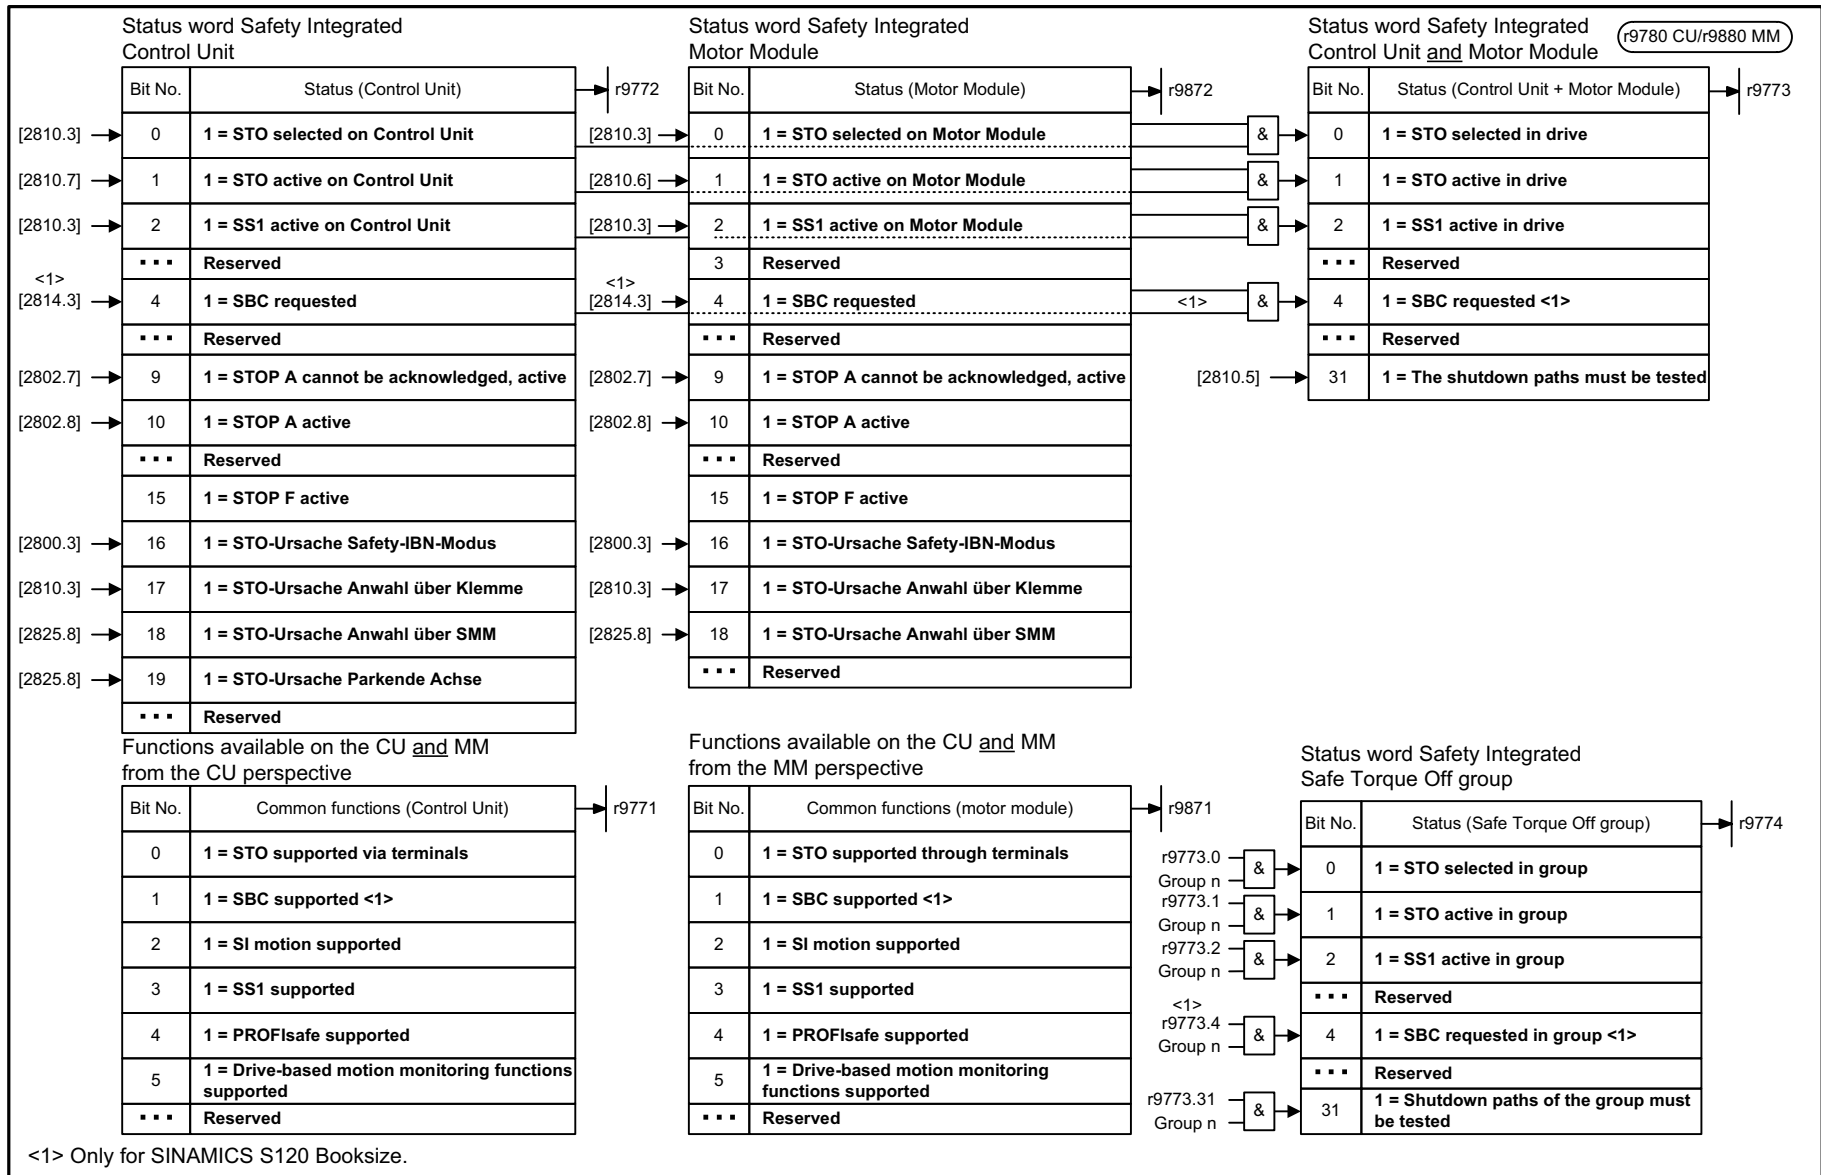 Status word Safety Integrated
Control Unit
Bit No. Status (Control Unit) r9772
[2810.3] 0 1 = STO selected on Control Unit
[2810.7] 1 1 = STO active on Control Unit
[2810.3] 2 1 = SS1 active on Control Unit
▪ ▪ ▪ Reserved
<1>
[2814.3] 4 1 = SBC requested
▪ ▪ ▪ Reserved
[2802.7] 9 1 = STOP A cannot be acknowledged, active
[2802.8] 10 1 = STOP A active
▪ ▪ ▪ Reserved
15 1 = STOP F active
[2800.3] 16 1 = STO-Ursache Safety-IBN-Modus
[2810.3] 17 1 = STO-Ursache Anwahl über Klemme
[2825.8] 18 1 = STO-Ursache Anwahl über SMM
[2825.8] 19 1 = STO-Ursache Parkende Achse
▪ ▪ ▪ Reserved
Status word Safety Integrated
Motor Module
Bit No. Status (Motor Module) r9872
[2810.3] 0 1 = STO selected on Motor Module
[2810.6] 1 1 = STO active on Motor Module
[2810.3] 2 1 = SS1 active on Motor Module
3 Reserved
<1>
[2814.3] 4 1 = SBC requested <1>
▪ ▪ ▪ Reserved
[2802.7] 9 1 = STOP A cannot be acknowledged, active
[2802.8] 10 1 = STOP A active
▪ ▪ ▪ Reserved
15 1 = STOP F active
[2800.3] 16 1 = STO-Ursache Safety-IBN-Modus
[2810.3] 17 1 = STO-Ursache Anwahl über Klemme
[2825.8] 18 1 = STO-Ursache Anwahl über SMM
▪ ▪ ▪ Reserved
Status word Safety Integrated
Control Unit and Motor Module
r9780 CU/r9880 MM
Bit No. Status (Control Unit + Motor Module) r9773
& 0 1 = STO selected in drive
& 1 1 = STO active in drive
& 2 1 = SS1 active in drive
▪ ▪ ▪ Reserved
& 4 1 = SBC requested <1>
▪ ▪ ▪ Reserved
[2810.5] 31 1 = The shutdown paths must be tested
Functions available on the CU and MM
from the CU perspective
Bit No. Common functions (Control Unit) r9771
0 1 = STO supported via terminals
1 1 = SBC supported <1>
2 1 = SI motion supported
3 1 = SS1 supported
4 1 = PROFIsafe supported
5 1 = Drive-based motion monitoring functions
supported
▪ ▪ ▪ Reserved
Functions available on the CU and MM
from the MM perspective
Bit No. Common functions (motor module) r9871
0 1 = STO supported through terminals
1 1 = SBC supported <1>
2 1 = SI motion supported
3 1 = SS1 supported
4 1 = PROFIsafe supported
5 1 = Drive-based motion monitoring
functions supported
▪ ▪ ▪ Reserved
Status word Safety Integrated
Safe Torque Off group
Bit No. Status (Safe Torque Off group) r9774
r9773.0
Group n & 0 1 = STO selected in group
r9773.1
Group n & 1 1 = STO active in group
r9773.2
Group n & 2 1 = SS1 active in group
▪ ▪ ▪ Reserved
<1>
r9773.4
Group n & 4 1 = SBC requested in group <1>
▪ ▪ ▪ Reserved
r9773.31
Group n & 31 1 = Shutdown paths of the group must
be tested
<1> Only for SINAMICS S120 Booksize.